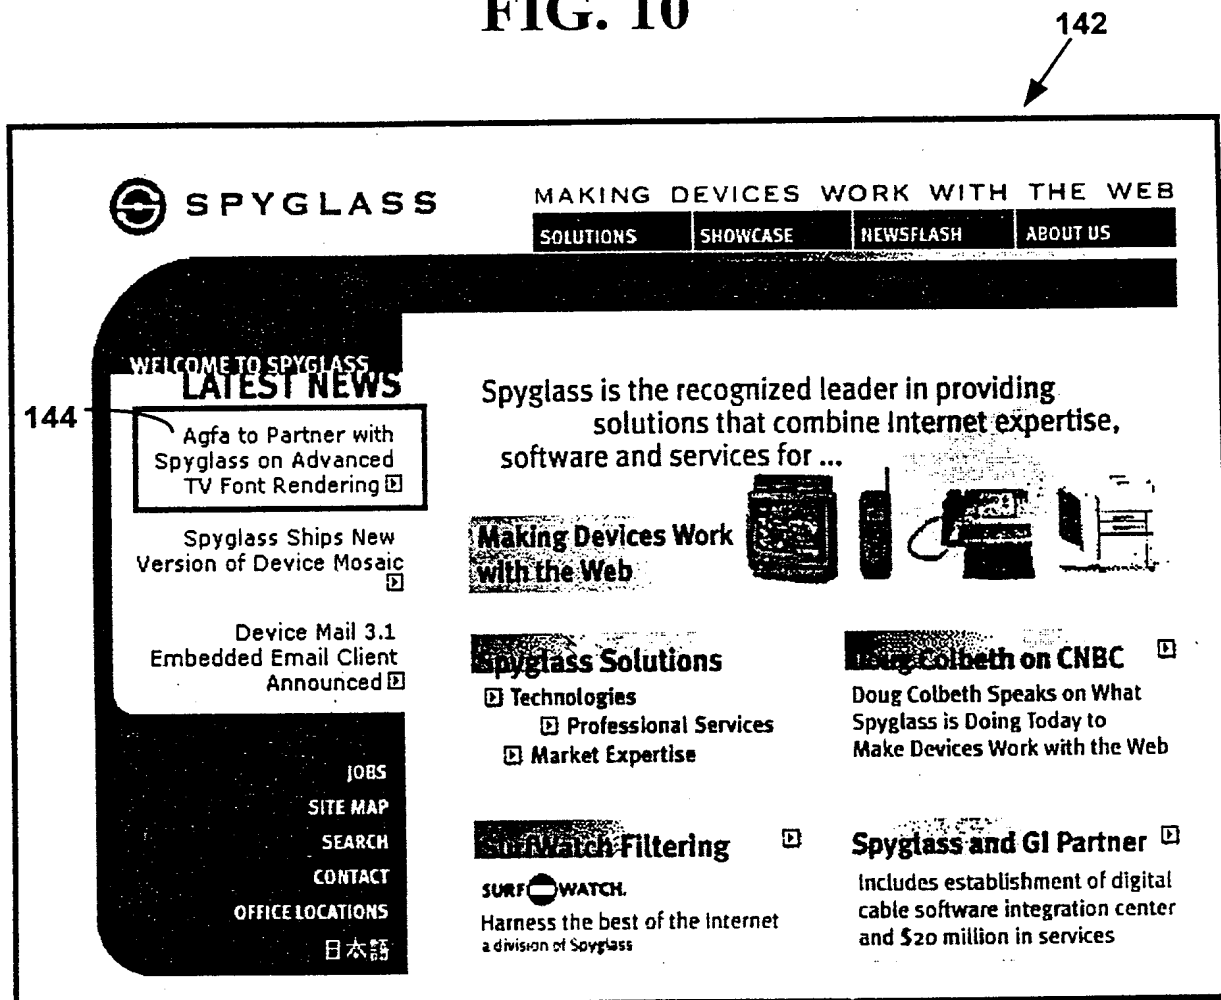 FIG. 10
142
SPYGLASS
MAKING DEVICES WORK WITH THE WEB
SOLUTIONS
SHOWCASE
NEWSFLASH
ABOUT US
WELCOME TO SPYGLASS
LATEST NEWS
144
Agfa to Partner with
Spyglass on Advanced
TV Font Rendering
Spyglass Ships New
Version of Device Mosaic
Device Mail 3.1
Embedded Email Client
Announced
JOBS
SITE MAP
SEARCH
CONTACT
OFFICE LOCATIONS
日本語
Spyglass is the recognized leader in providing
solutions that combine Internet expertise,
software and services for ...
Making Devices Work
with the Web
Spyglass Solutions
Technologies
Professional Services
Market Expertise
Doug Colbeth on CNBC
Doug Colbeth Speaks on What
Spyglass is Doing Today to
Make Devices Work with the Web
SurfWatch Filtering
SURF WATCH.
Harness the best of the Internet
a division of Spyglass
Spyglass and GI Partner
Includes establishment of digital
cable software integration center
and $20 million in services